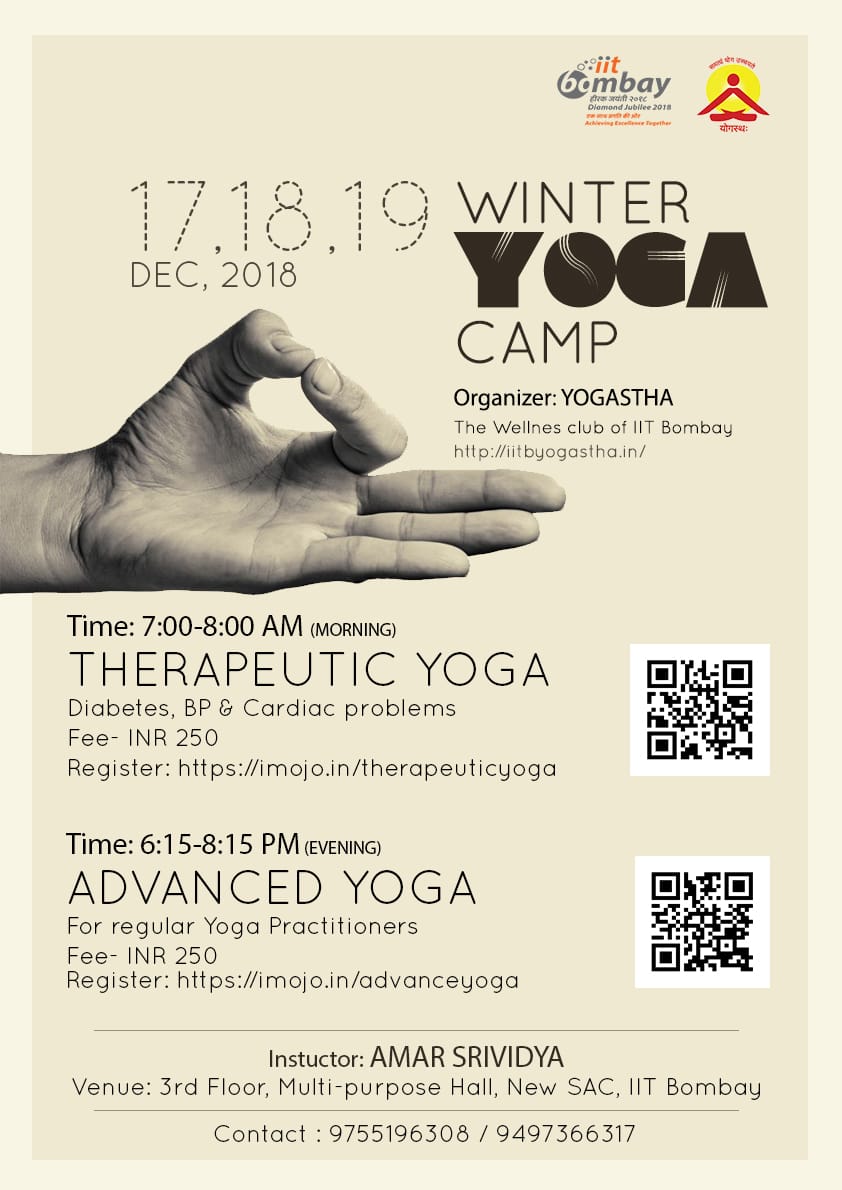 iit
bombay
हीरक जयंती २०१८
Diamond Jubilee 2018
एक साथ प्रगति की ओर
Achieving Excellence Together
समत्वं योग उच्यते
योगस्थः
17,18,19
DEC, 2018
WINTER
YOGA
CAMP
Organizer: YOGASTHA
The Wellnes club of IIT Bombay
http://iitbyogastha.in/
Time: 7:00-8:00 AM (MORNING)
THERAPEUTIC YOGA
Diabetes, BP & Cardiac problems
Fee- INR 250
Register: https://imojo.in/therapeuticyoga
Time: 6:15-8:15 PM (EVENING)
ADVANCED YOGA
For regular Yoga Practitioners
Fee- INR 250
Register: https://imojo.in/advanceyoga
Instuctor: AMAR SRIVIDYA
Venue: 3rd Floor, Multi-purpose Hall, New SAC, IIT Bombay
Contact : 9755196308 / 9497366317